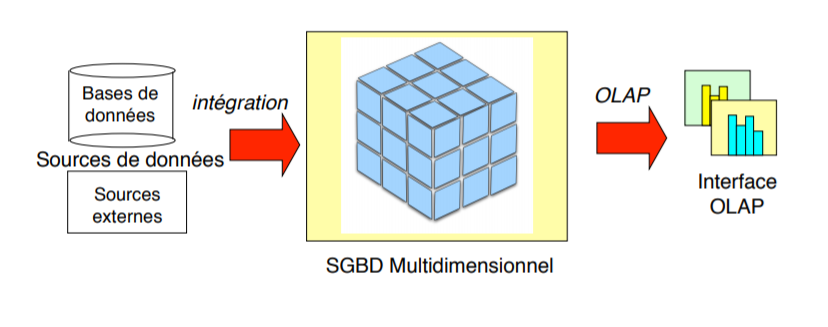 Bases de
données
Sources de données
Sources
externes
intégration
SGBD Multidimensionnel
OLAP
Interface
OLAP